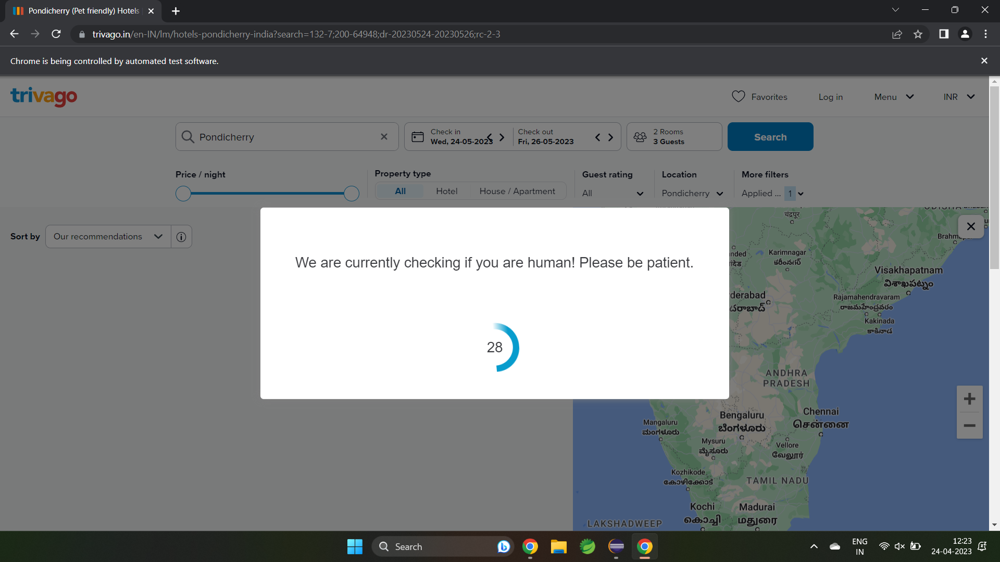 Pondicherry (Pet friendly) Hotels
trivago.in/en-IN/lm/hotels-pondicherry-india?search=132-7;200-64948;dr-20230524-20230526;rc-2-3
Chrome is being controlled by automated test software.
trivago
Favorites
Log in
Menu
INR
Pondicherry
Check in
Wed, 24-05-2023
Check out
Fri, 26-05-2023
2 Rooms
3 Guests
Search
Price / night
Property type
Guest rating
Location
More filters
All
Hotel
House / Apartment
All
Pondicherry
Applied ...
1
Sort by
Our recommendations
We are currently checking if you are human! Please be patient.
28
चंद्रपूर
Karimnagar
కరీంనగర్
Visakhapatnam
విశాఖపట్నం
Rajamahendravaram
రాజమహేంద్రవరం
Kakinada
కాకినాడ
ANDHRA
PRADESH
Bengaluru
ಬೆಂಗಳೂರು
Chennai
சென்னை
Mangaluru
ಮಂಗಳೂರು
Mysuru
ಮೈಸೂರು
Vellore
வேலூர்
Kozhikode
കോഴിക്കോട്
TAMIL NADU
Kochi
കൊച്ചി
Madurai
மதுரை
LAKSHADWEEP
Search
ENG
IN
12:23
24-04-2023